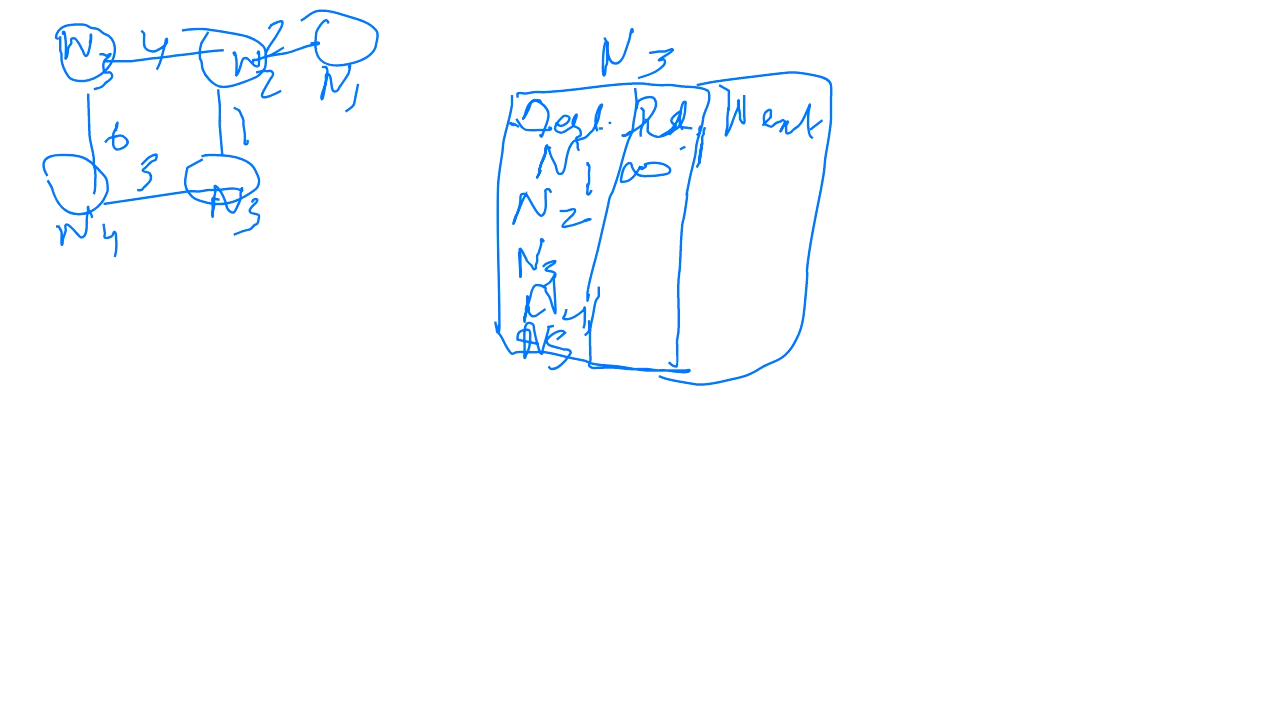 N3 4 N2 2 N1
6 1
3
N4 N3
N3
Dest. Rd. Next
N1 ∞
N2
N3
N4
N5